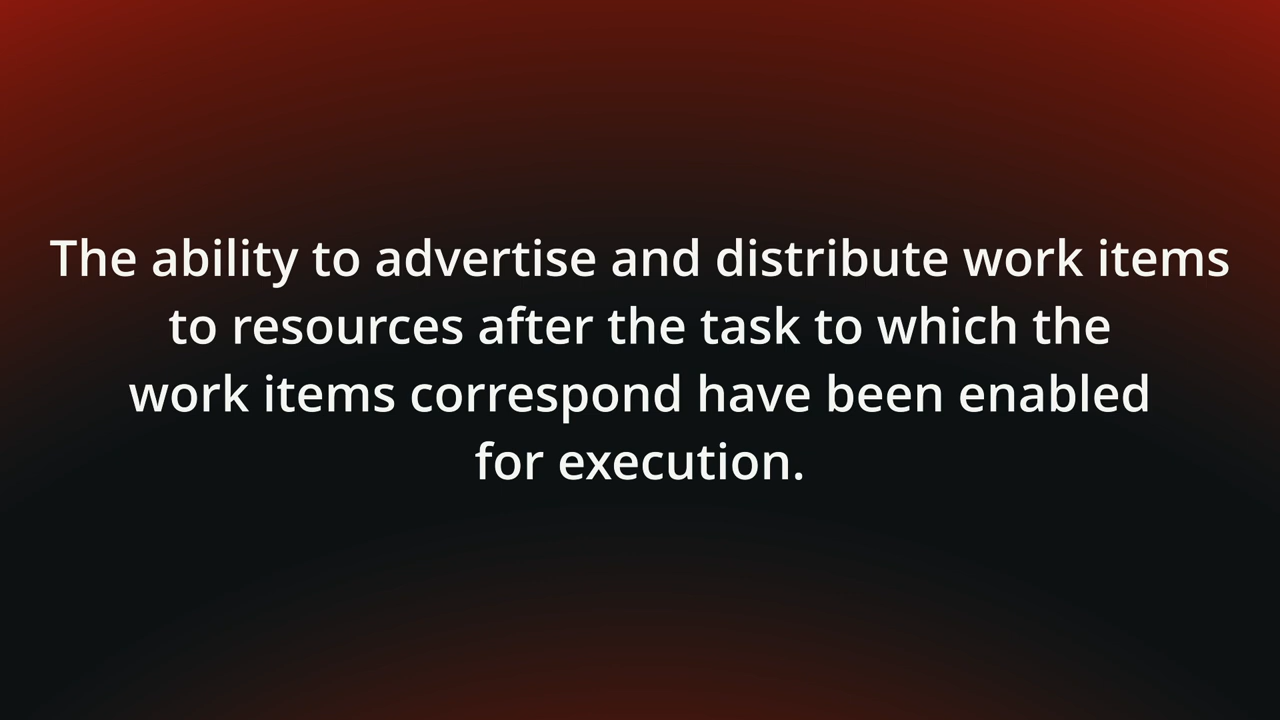 The ability to advertise and distribute work items
to resources after the task to which the
work items correspond have been enabled
for execution.